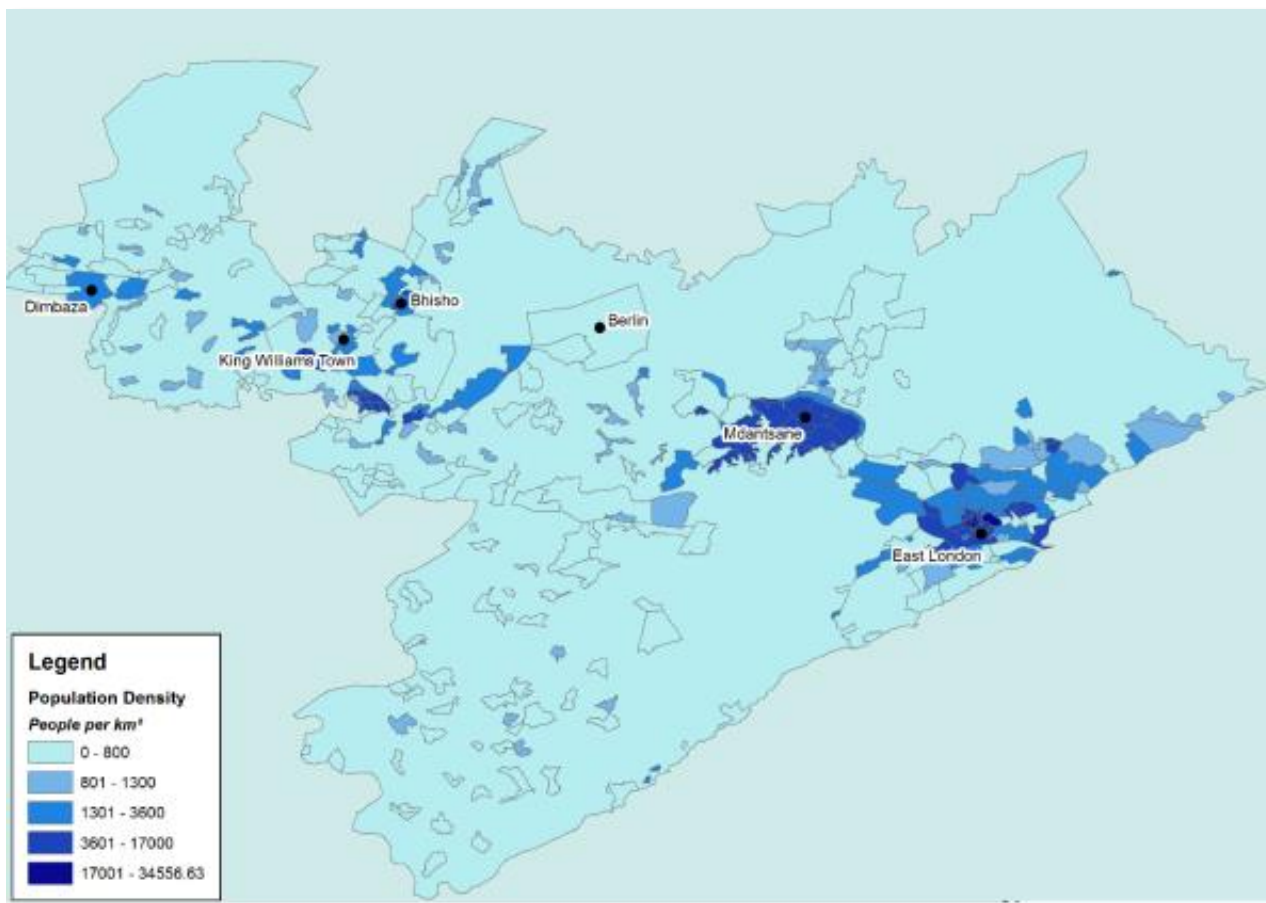 Dimbaza
Bhisho
King Williams Town
Berlin
Mdantsane
East London
Legend
Population Density
People per km²
0 - 800
801 - 1300
1301 - 3600
3601 - 17000
17001 - 34556.63